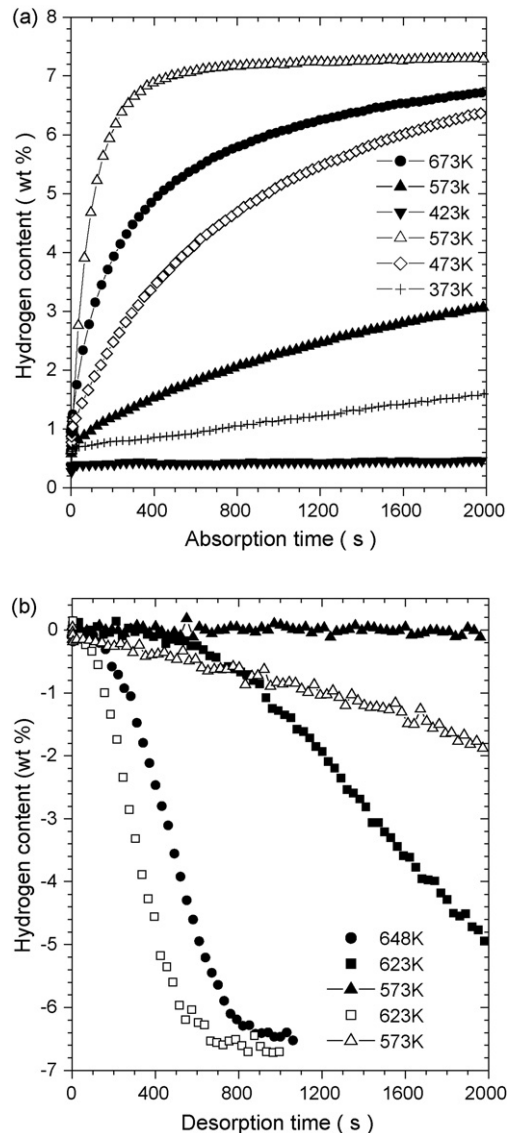 (a)
8
7
6
5
4
3
2
1
0
Hydrogen content ( wt % )
673K
573k
423k
573K
473K
373K
0 400 800 1200 1600 2000
Absorption time ( s )
(b)
0
-1
-2
-3
-4
-5
-6
-7
Hydrogen content (wt %)
648K
623K
573K
623K
573K
0 400 800 1200 1600 2000
Desorption time ( s )